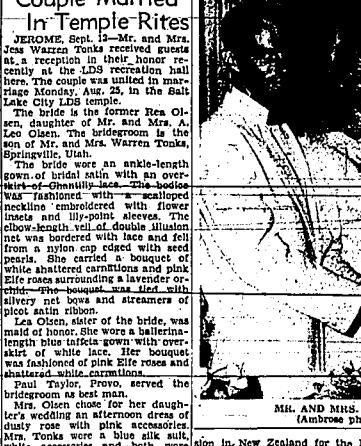 Couple Married
In Temple Rites
JEROME, Sept. 12—Mr. and Mrs.
Jess Warren Tonks received guests
at a reception in their honor re-
cently at the LDS recreation hall
here. The couple was united in mar-
riage Monday, Aug. 25, in the Salt
Lake City LDS temple.
The bride is the former Rea Ol-
sen, daughter of Mr. and Mrs. A.
Leo Olsen. The bridegroom is the
son of Mr. and Mrs. Warren Tonks,
Springville, Utah.
The bride wore an ankle-length
gown of bridal satin with an over-
skirt of Chantilly lace. The bodice
was fashioned with a scalloped
neckline embroidered with flower
insets and lily-point sleeves. The
elbow-length veil of double illusion
net was bordered with lace and fell
from a nylon cap edged with seed
pearls. She carried a bouquet of
white shattered carnations and pink
Elfe roses surrounding a lavender or-
chid. The bouquet was tied with
silvery net bows and streamers of
picot satin ribbon.
Lea Olsen, sister of the bride, was
maid of honor. She wore a ballerina-
length blue taffeta gown with over-
skirt of white lace. Her bouquet
was fashioned of pink Elfe roses and
shattered white carnations.
Paul Taylor, Provo, served the
bridegroom as best man.
Mrs. Olsen chose for her daugh-
ter's wedding an afternoon dress of
dusty rose with pink accessories.
Mrs. Tonks wore a blue silk suit,
MR. AND MRS.
(Ambrose ph
sion in New Zealand for the